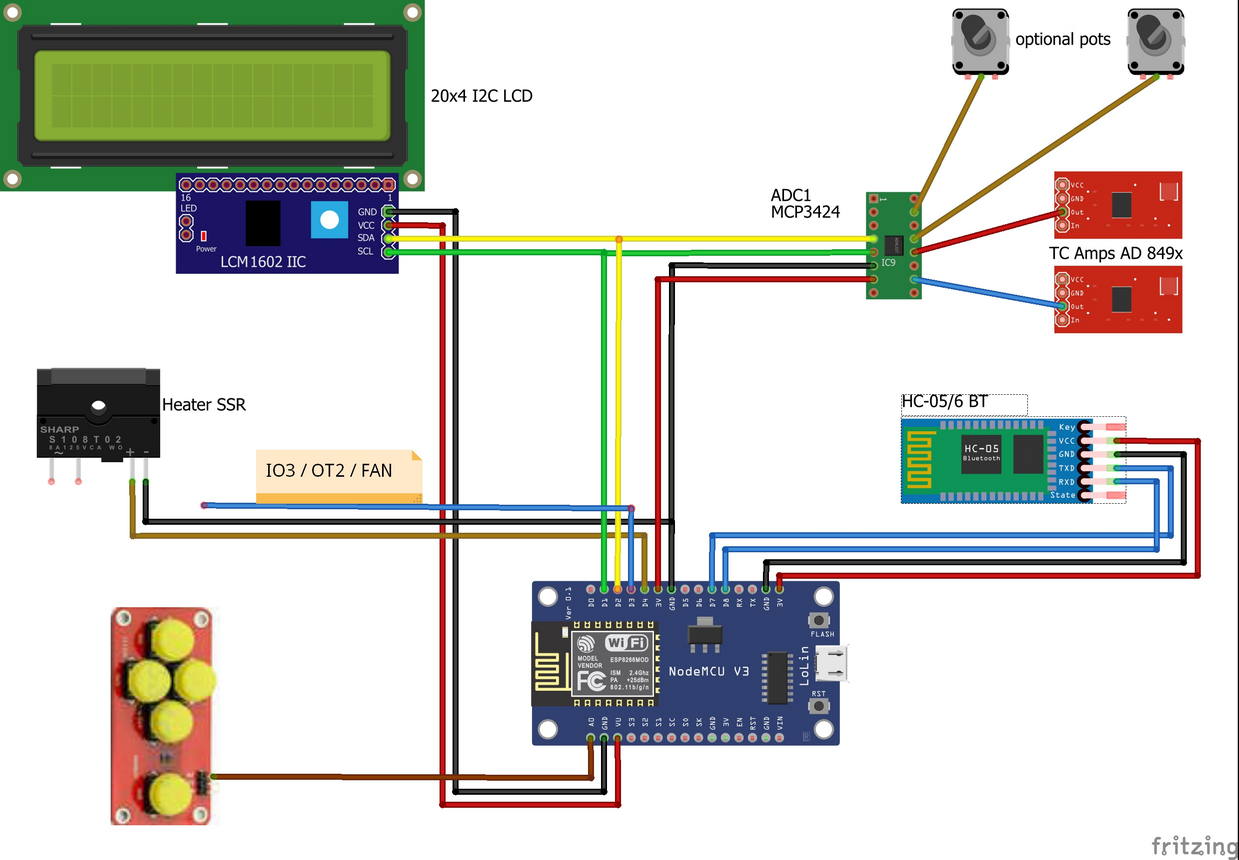 20x4 I2C LCD
optional pots
16
1
LED
GND
VCC
SDA
SCL
Power
LCM1602 IIC
ADC1
MCP3424
1
IC9
VCC
GND
Out
In
TC Amps AD 849x
VCC
GND
Out
In
Heater SSR
SHARP
S108T02
8A125VCA WO
~
+ -
IO3 / OT2 / FAN
HC-05/6 BT
HC-05
Bluetooth
Key
VCC
GND
TXD
RXD
State
Ver 0.1
D0
D1
D2
D3
D4
3V
GND
D5
D6
D7
D8
RX
TX
GND
3V
WiFi
MODEL
VENDOR
ESP8266MOD
FC
ISM 2.4Ghz
PA +25dBm
802.11b/g/n
NodeMCU V3
LoLin
FLASH
RST
A0
GND
VU
S3
S2
S1
SC
S0
SK
GND
3V
EN
RST
GND
VIN
fritzing